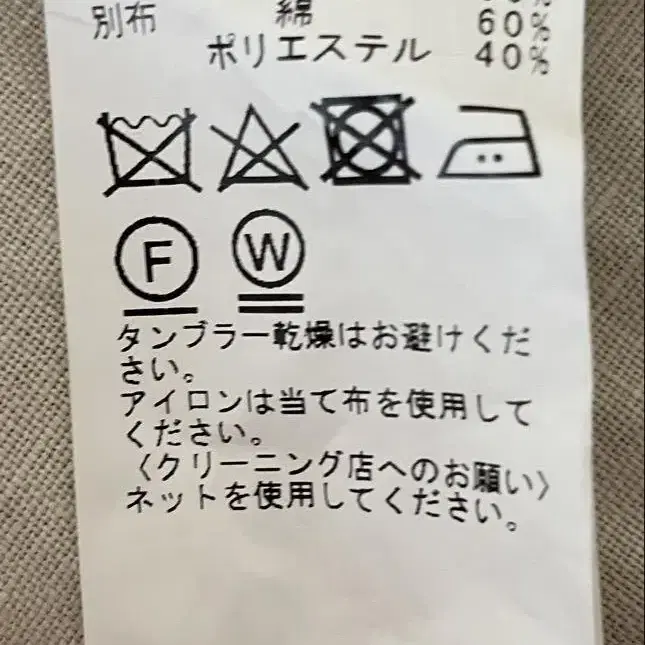 別布 綿 60%
ポリエステル 40%
F W
タンブラー乾燥はお避けくだ
さい。
アイロンは当て布を使用して
ください。
〈クリーニング店へのお願い〉
ネットを使用してください。